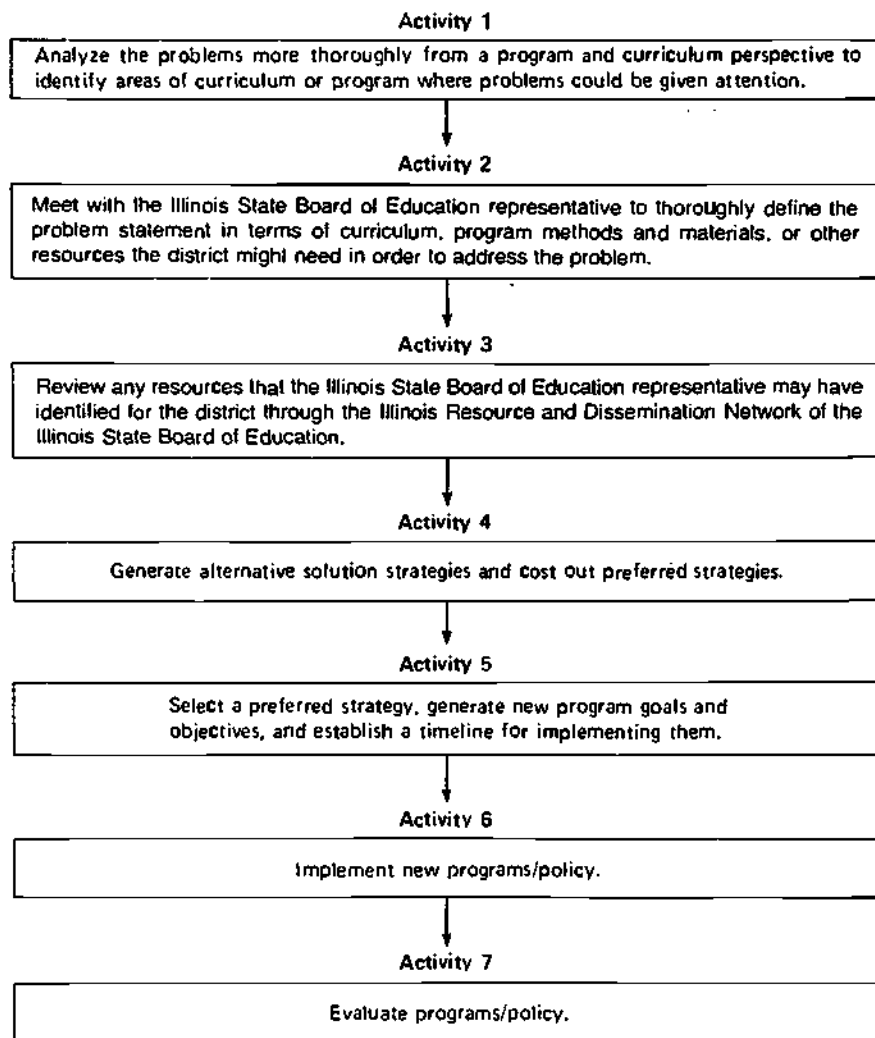 Activity 1
Analyze the problems more thoroughly from a program and curriculum perspective to
identify areas of curriculum or program where problems could be given attention.
Activity 2
Meet with the Illinois State Board of Education representative to thoroughly define the
problem statement in terms of curriculum, program methods and materials, or other
resources the district might need in order to address the problem.
Activity 3
Review any resources that the Illinois State Board of Education representative may have
identified for the district through the Illinois Resource and Dissemination Network of the
Illinois State Board of Education.
Activity 4
Generate alternative solution strategies and cost out preferred strategies.
Activity 5
Select a preferred strategy, generate new program goals and
objectives, and establish a timeline for implementing them.
Activity 6
Implement new programs/policy.
Activity 7
Evaluate programs/policy.